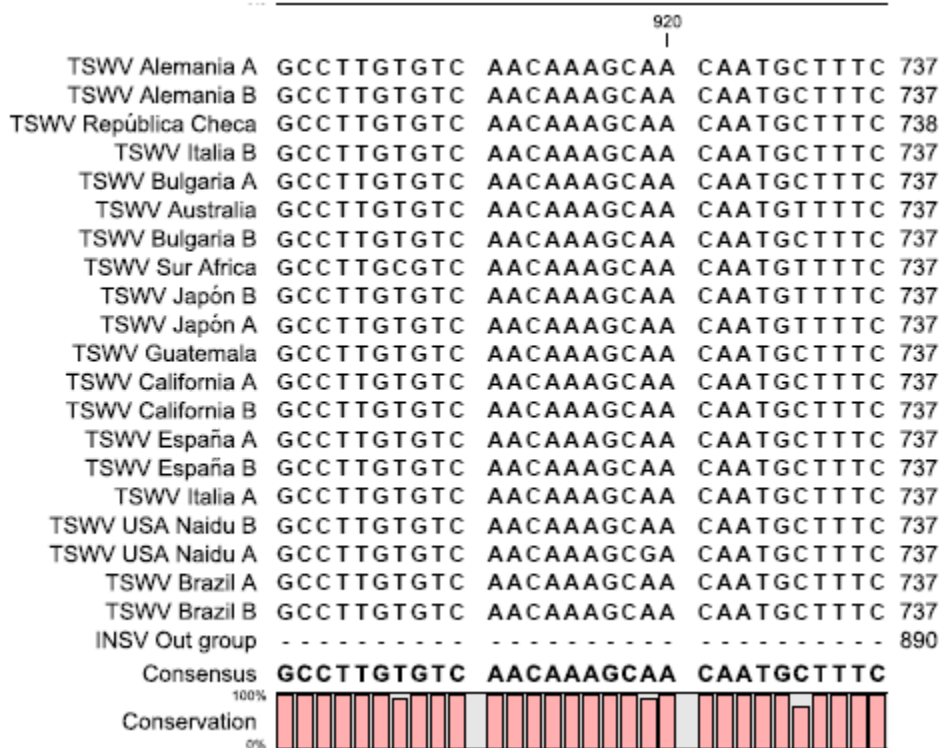 920
TSWV Alemania A GCCTTGTGTC AACAAAGCAA CAATGCTTTC 737
TSWV Alemania B GCCTTGTGTC AACAAAGCAA CAATGCTTTC 737
TSWV República Checa GCCTTGTGTC AACAAAGCAA CAATGCTTTC 738
TSWV Italia B GCCTTGTGTC AACAAAGCAA CAATGCTTTC 737
TSWV Bulgaria A GCCTTGTGTC AACAAAGCAA CAATGCTTTC 737
TSWV Australia GCCTTGTGTC AACAAAGCAA CAATGTTTTC 737
TSWV Bulgaria B GCCTTGTGTC AACAAAGCAA CAATGCTTTC 737
TSWV Sur Africa GCCTTGCGTC AACAAAGCAA CAATGTTTTC 737
TSWV Japón B GCCTTGTGTC AACAAAGCAA CAATGTTTTC 737
TSWV Japón A GCCTTGTGTC AACAAAGCAA CAATGTTTTC 737
TSWV Guatemala GCCTTGTGTC AACAAAGCAA CAATGCTTTC 737
TSWV California A GCCTTGTGTC AACAAAGCAA CAATGCTTTC 737
TSWV California B GCCTTGTGTC AACAAAGCAA CAATGCTTTC 737
TSWV España A GCCTTGTGTC AACAAAGCAA CAATGCTTTC 737
TSWV España B GCCTTGTGTC AACAAAGCAA CAATGCTTTC 737
TSWV Italia A GCCTTGTGTC AACAAAGCAA CAATGCTTTC 737
TSWV USA Naidu B GCCTTGTGTC AACAAAGCAA CAATGCTTTC 737
TSWV USA Naidu A GCCTTGTGTC AACAAAGCGA CAATGCTTTC 737
TSWV Brazil A GCCTTGTGTC AACAAAGCAA CAATGCTTTC 737
TSWV Brazil B GCCTTGTGTC AACAAAGCAA CAATGCTTTC 737
INSV Out group - - - - - - - - - - - - - - - - - - - - - - - - - - - - - - 890
Consensus GCCTTGTGTC AACAAAGCAA CAATGCTTTC
100%
Conservation
0%